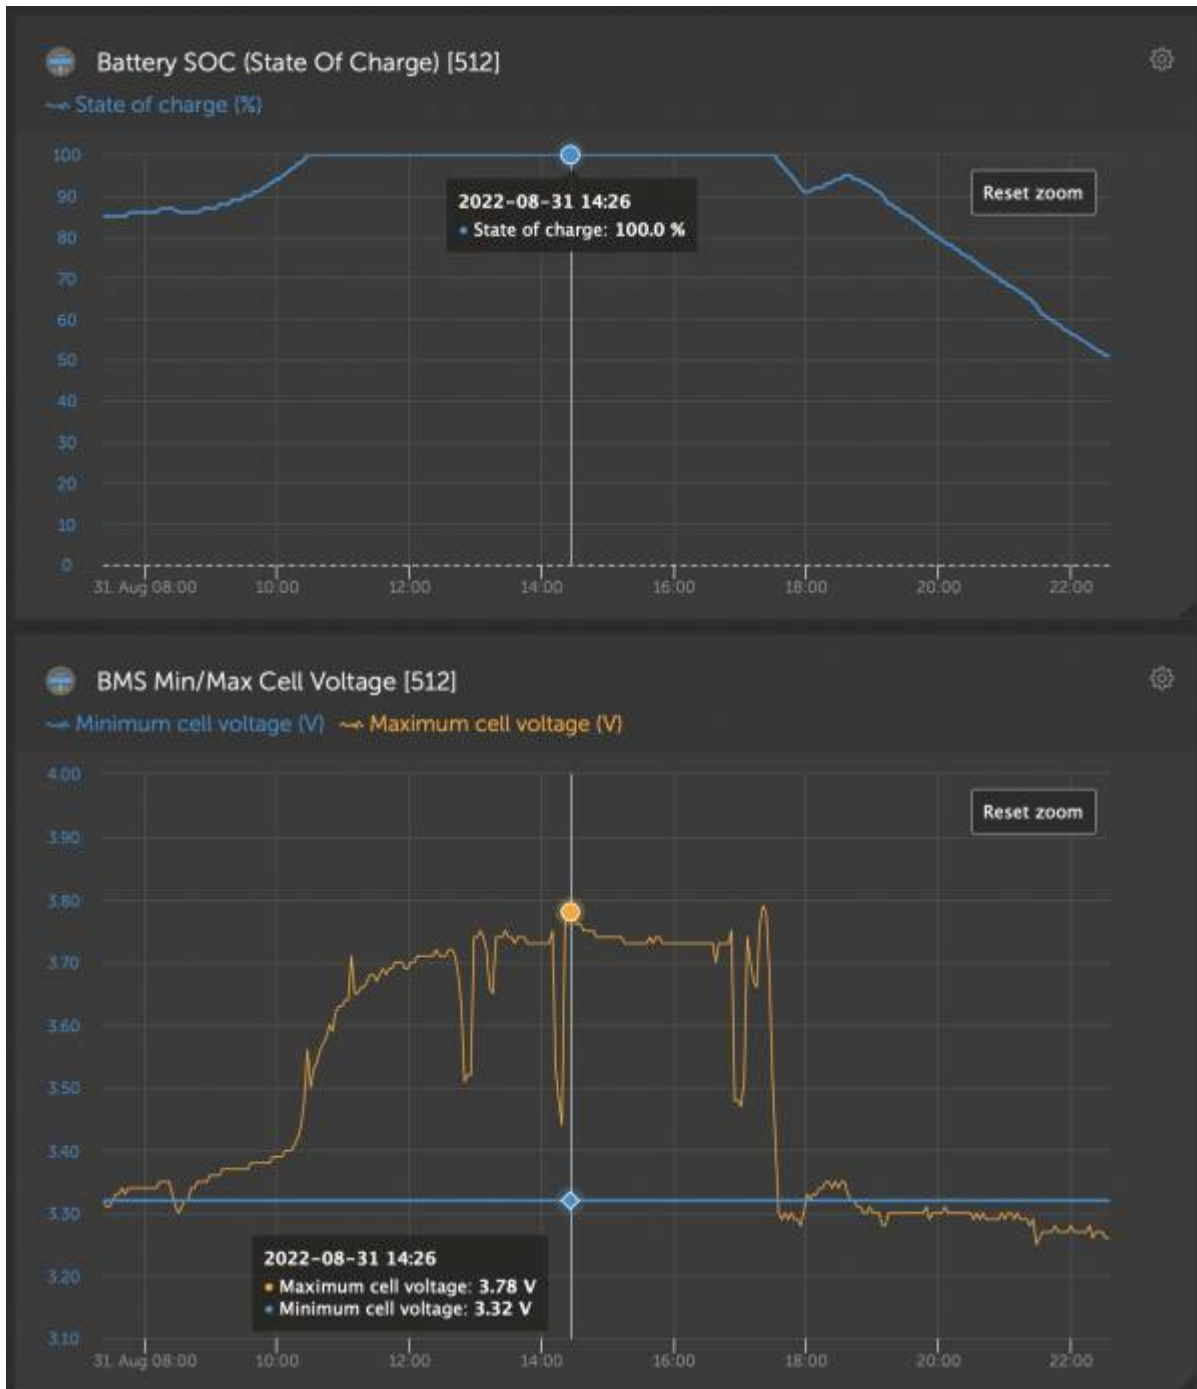 Battery SOC (State Of Charge) [512]
State of charge (%)
100
90
80
70
60
50
40
30
20
10
0
Reset zoom
2022-08-31 14:26
• State of charge: 100.0 %
31. Aug 08:00 10:00 12:00 14:00 16:00 18:00 20:00 22:00
BMS Min/Max Cell Voltage [512]
Minimum cell voltage (V) Maximum cell voltage (V)
4.00
3.90
3.80
3.70
3.60
3.50
3.40
3.30
3.20
3.10
Reset zoom
2022-08-31 14:26
• Maximum cell voltage: 3.78 V
• Minimum cell voltage: 3.32 V
31. Aug 08:00 10:00 12:00 14:00 16:00 18:00 20:00 22:00